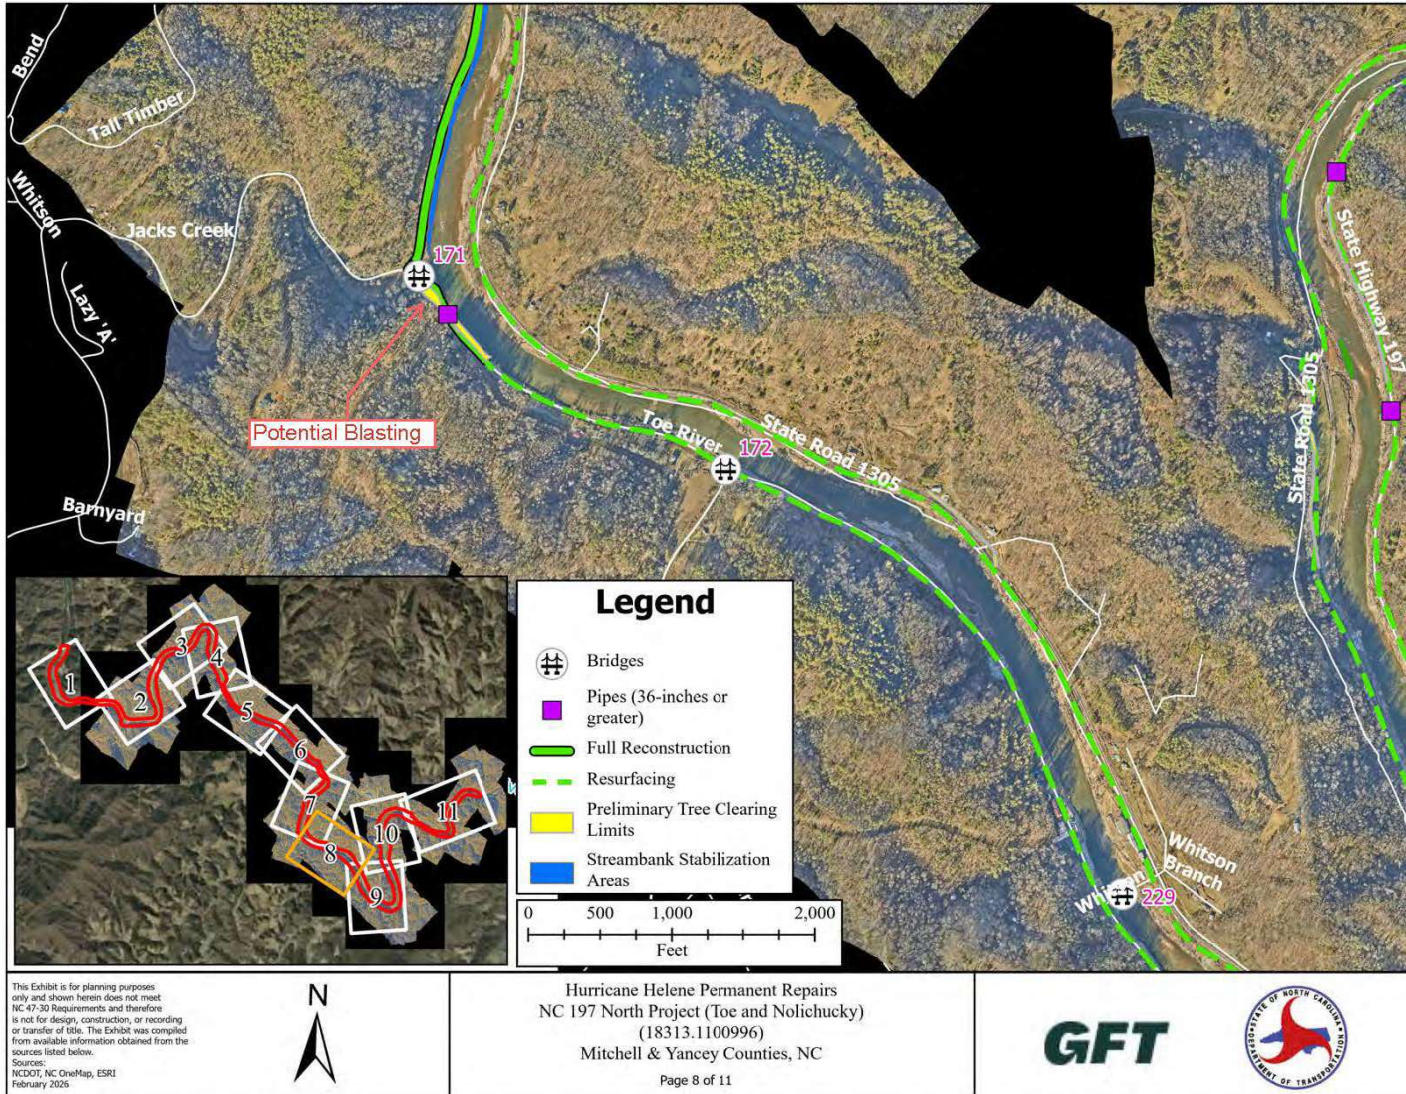 Bend
Tall Timber
Whitson
Jacks Creek
Lazy 'A'
Barnyard
171
Potential Blasting
Toe River
172
State Road 1305
State Road 1305
State Highway 197
Whitson
Branch
229
1
2
3
4
5
6
7
8
9
10
11
Legend
Bridges
Pipes (36-inches or
greater)
Full Reconstruction
Resurfacing
Preliminary Tree Clearing
Limits
Streambank Stabilization
Areas
0 500 1,000 2,000
Feet
This Exhibit is for planning purposes
only and shown herein does not meet
NC 47-30 Requirements and therefore
is not for design, construction, or recording
or transfer of title. The Exhibit was compiled
from available information obtained from the
sources listed below.
Sources:
NCDOT, NC OneMap, ESRI
February 2026
N
Hurricane Helene Permanent Repairs
NC 197 North Project (Toe and Nolichucky)
(18313.1100996)
Mitchell & Yancey Counties, NC
Page 8 of 11
GFT
STATE OF NORTH CAROLINA
DEPARTMENT OF TRANSPORTATION